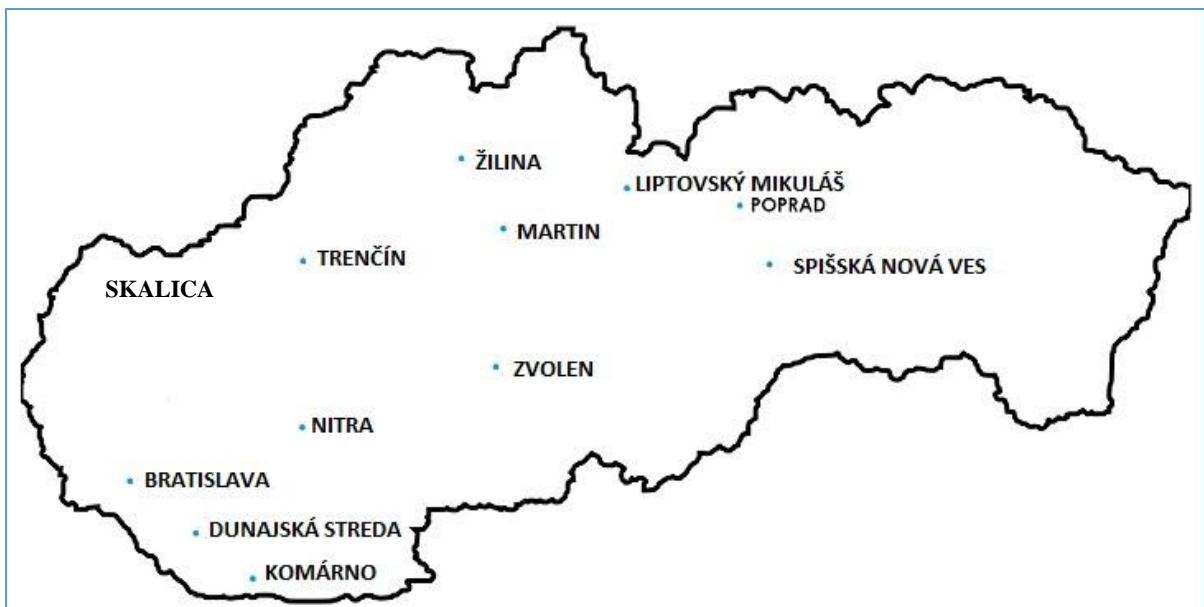 ŽILINA
LIPTOVSKÝ MIKULÁŠ
POPRAD
MARTIN
TRENČÍN
SPIŠSKÁ NOVÁ VES
SKALICA
ZVOLEN
NITRA
BRATISLAVA
DUNAJSKÁ STREDA
KOMÁRNO